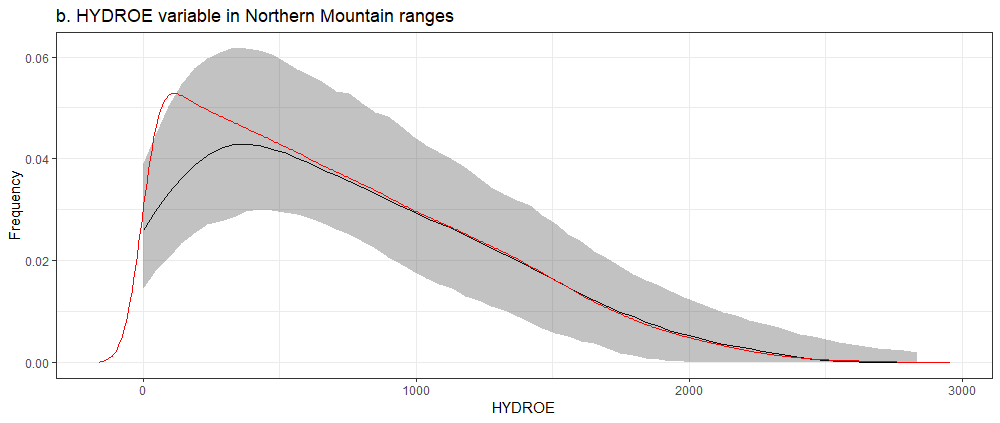 b. HYDROE variable in Northern Mountain ranges
0.06
0.04
0.02
0.00
Frequency
0
1000
2000
3000
HYDROE